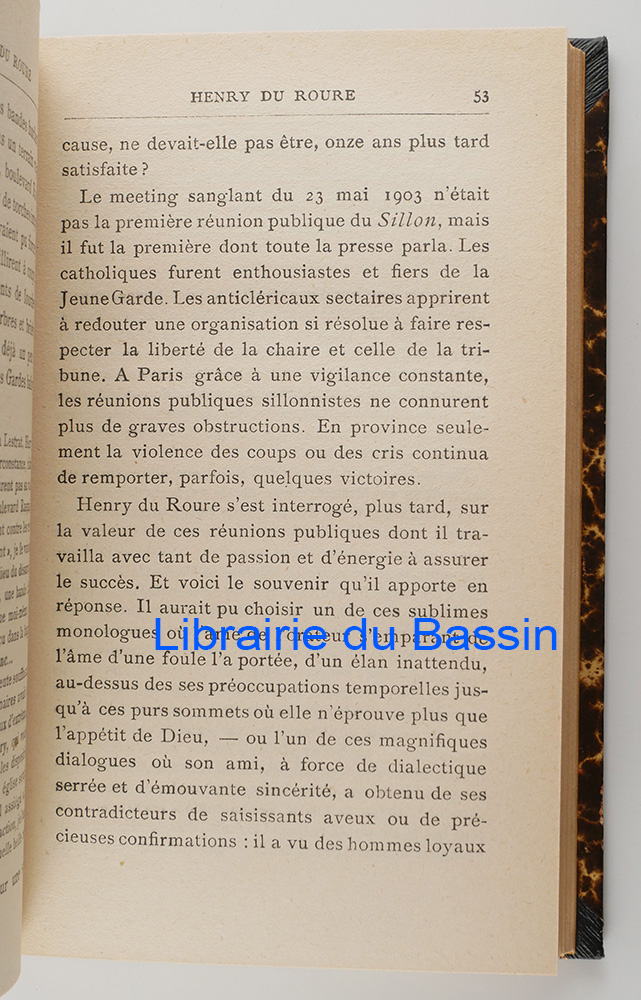 DU ROURE
HENRY DU ROURE 53
cause, ne devait-elle pas être, onze ans plus tard
satisfaite ?
Le meeting sanglant du 23 mai 1903 n'était
pas la première réunion publique du Sillon, mais
il fut la première dont toute la presse parla. Les
catholiques furent enthousiastes et fiers de la
Jeune Garde. Les anticléricaux sectaires apprirent
à redouter une organisation si résolue à faire res-
pecter la liberté de la chaire et celle de la tri-
bune. A Paris grâce à une vigilance constante,
les réunions publiques sillonnistes ne connurent
plus de graves obstructions. En province seule-
ment la violence des coups ou des cris continua
de remporter, parfois, quelques victoires.
Henry du Roure s'est interrogé, plus tard, sur
la valeur de ces réunions publiques dont il tra-
vailla avec tant de passion et d'énergie à assurer
le succès. Et voici le souvenir qu'il apporte en
réponse. Il aurait pu choisir un de ces sublimes
monologues où l'âme de l'orateur s'emparant de
l'âme d'une foule l'a portée, d'un élan inattendu,
au-dessus des ses préoccupations temporelles jus-
qu'à ces purs sommets où elle n'éprouve plus que
l'appétit de Dieu, — ou l'un de ces magnifiques
dialogues où son ami, à force de dialectique
serrée et d'émouvante sincérité, a obtenu de ses
contradicteurs de saisissants aveux ou de pré-
cieuses confirmations : il a vu des hommes loyaux
Librairie du Bassin